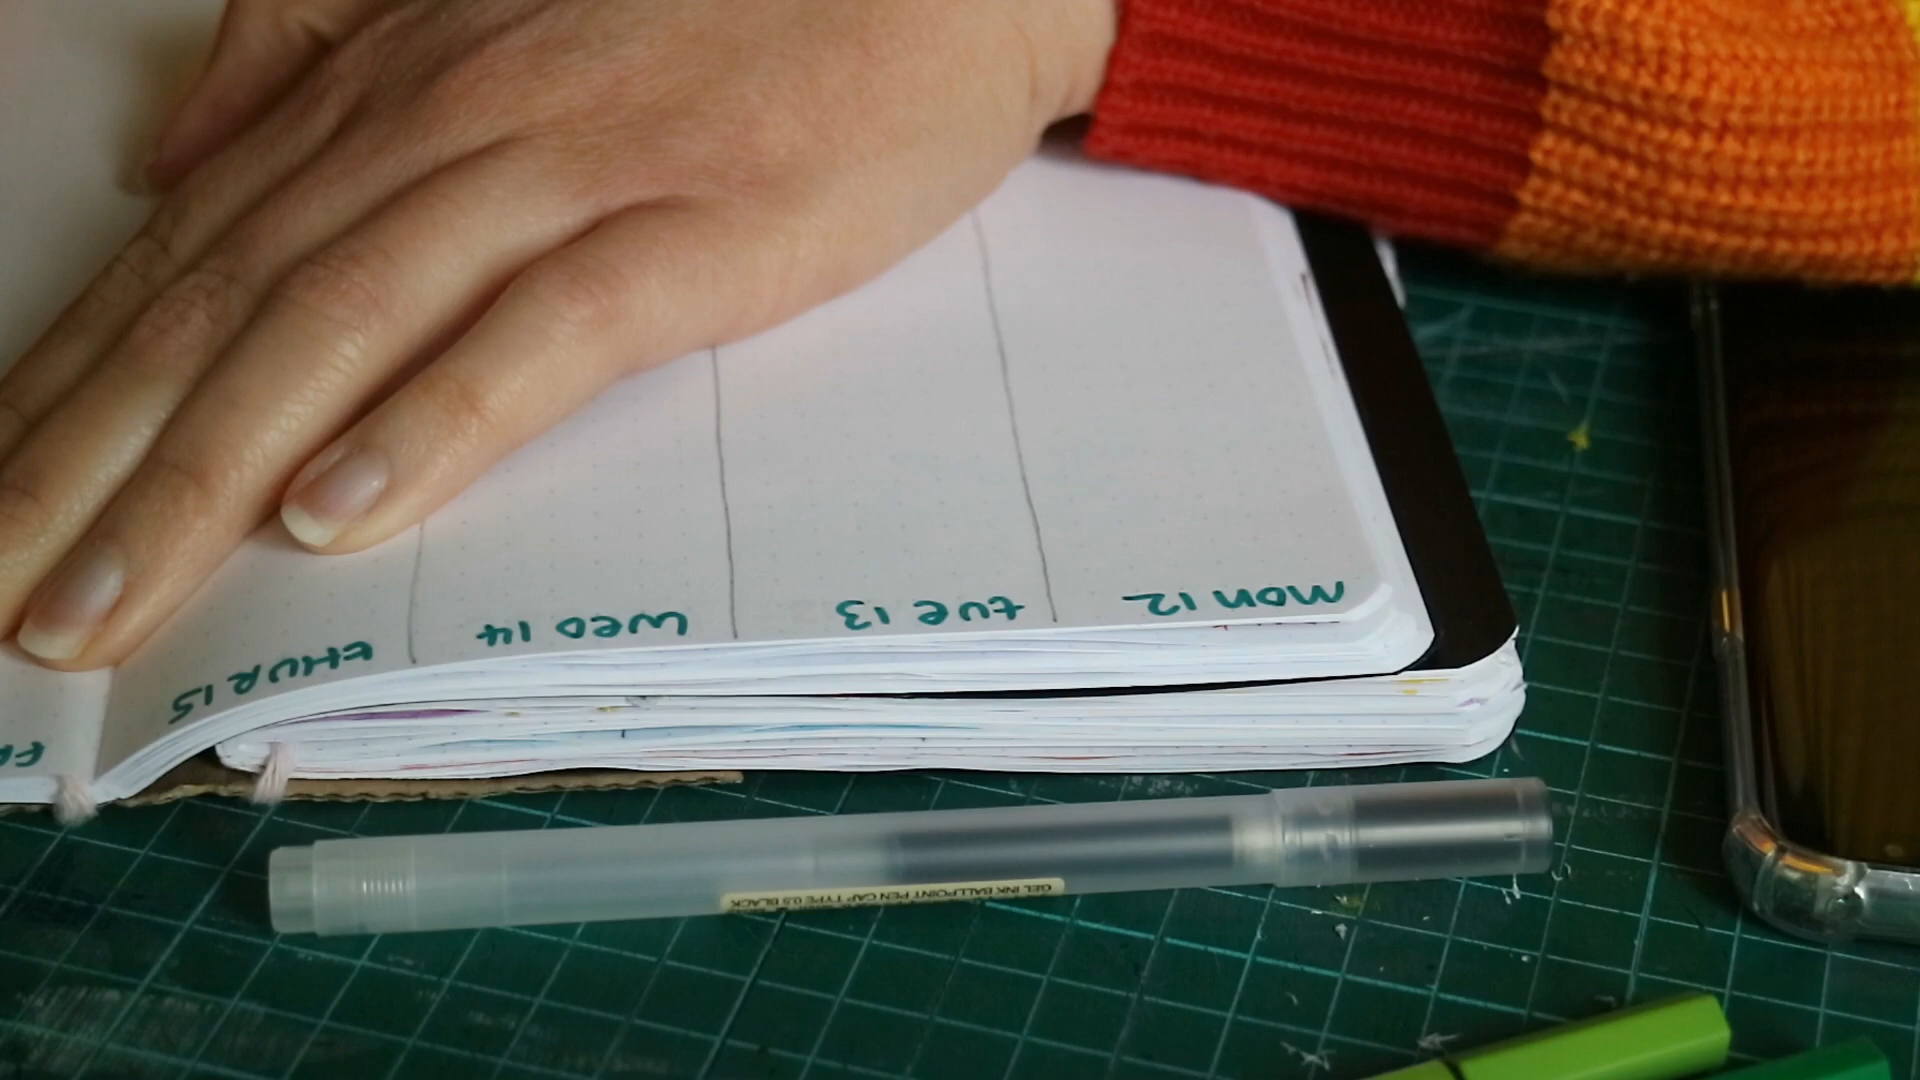 Mon 12
tue 13
Wed 14
tHUR 15
GEL INK BALLPOINT PEN CAP TYPE 0.5 BLACK